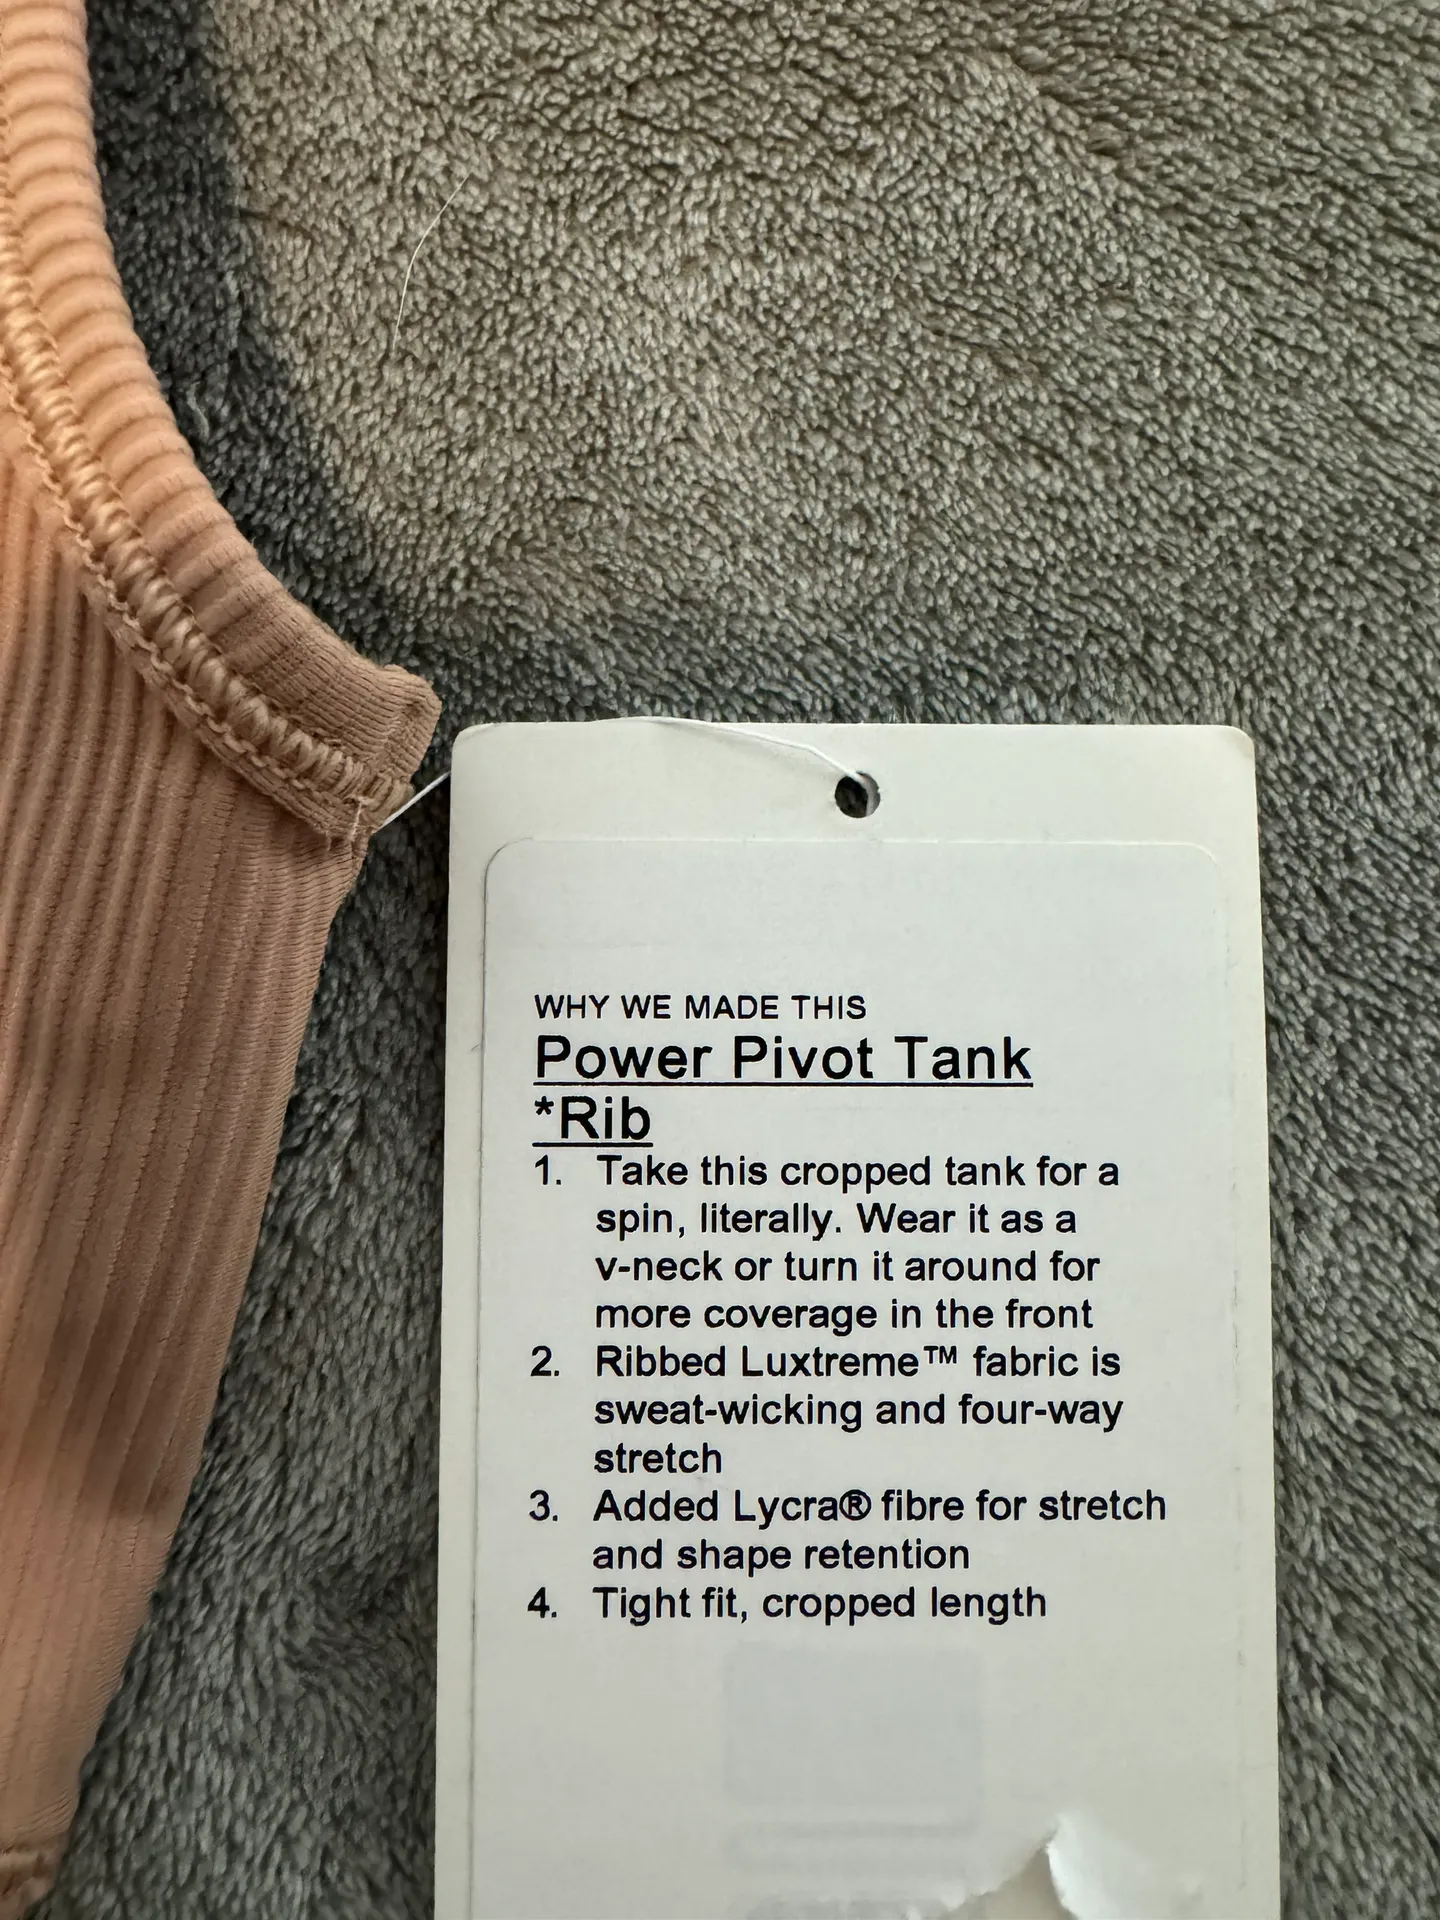 WHY WE MADE THIS
Power Pivot Tank
*Rib
1. Take this cropped tank for a
spin, literally. Wear it as a
v-neck or turn it around for
more coverage in the front
2. Ribbed Luxtreme™ fabric is
sweat-wicking and four-way
stretch
3. Added Lycra® fibre for stretch
and shape retention
4. Tight fit, cropped length